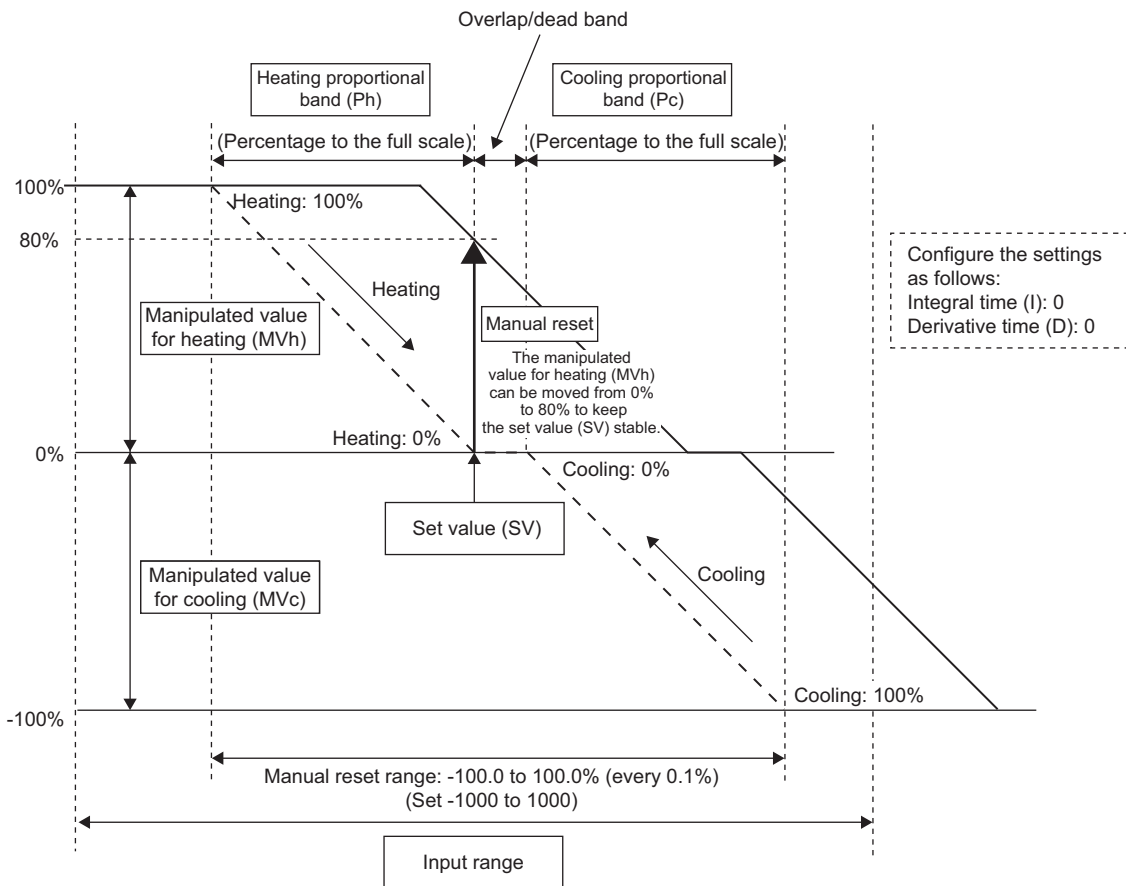 Overlap/dead band
Heating proportional
band (Ph)
Cooling proportional
band (Pc)
(Percentage to the full scale)
(Percentage to the full scale)
100%
Heating: 100%
80%
Heating
Manipulated value
for heating (MVh)
Manual reset
The manipulated
value for heating (MVh)
can be moved from 0%
to 80% to keep
the set value (SV) stable.
Configure the settings
as follows:
Integral time (I): 0
Derivative time (D): 0
Heating: 0%
0%
Cooling: 0%
Set value (SV)
Manipulated value
for cooling (MVc)
Cooling
Cooling: 100%
-100%
Manual reset range: -100.0 to 100.0% (every 0.1%)
(Set -1000 to 1000)
Input range